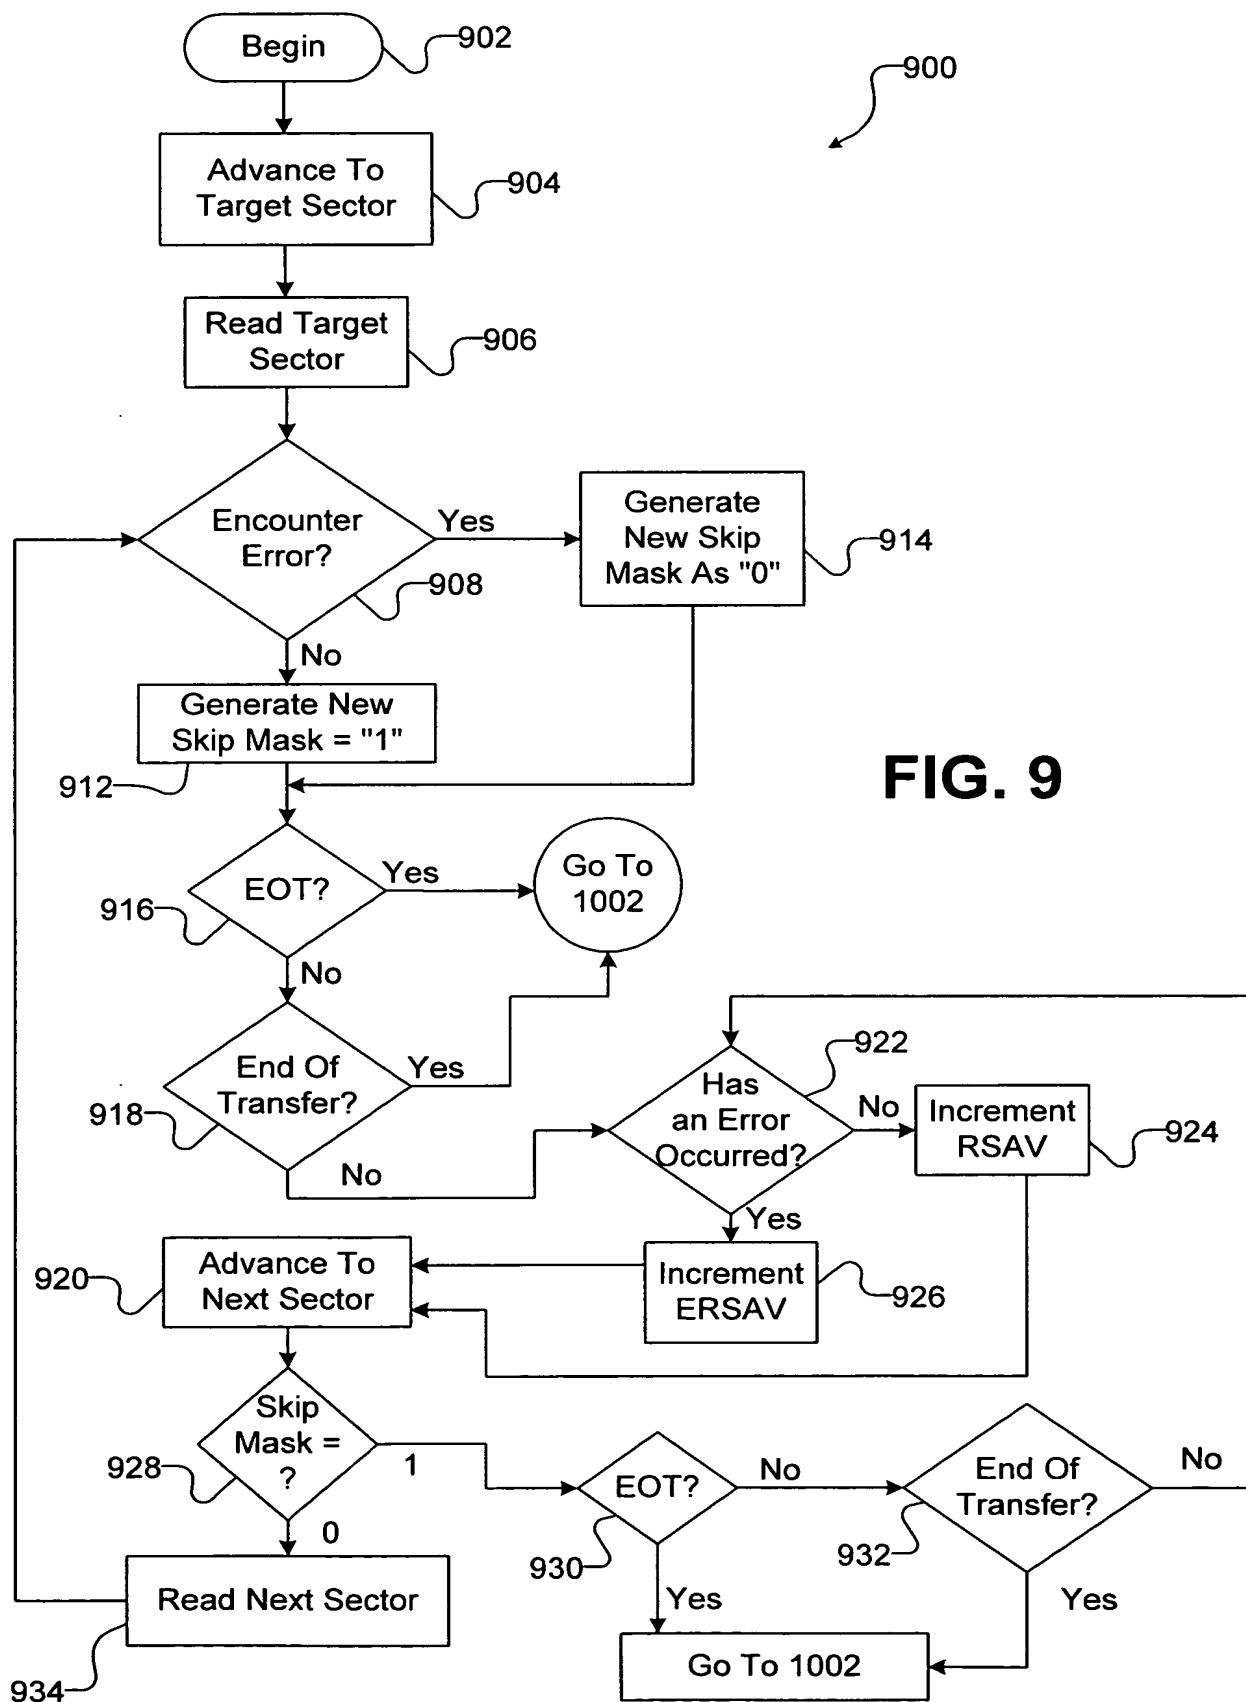 Begin
902
900
Advance To
Target Sector
904
Read Target
Sector
906
Encounter
Error?
908
Yes
Generate
New Skip
Mask As "0"
914
No
Generate New
Skip Mask = "1"
912
FIG. 9
EOT?
916
Yes
Go To
1002
No
End Of
Transfer?
918
Yes
No
Has
an Error
Occurred?
922
No
Increment
RSAV
924
Yes
Increment
ERSAV
926
Advance To
Next Sector
920
Skip
Mask =
?
928
1
0
EOT?
930
No
End Of
Transfer?
932
No
Yes
Yes
Read Next Sector
934
Go To 1002